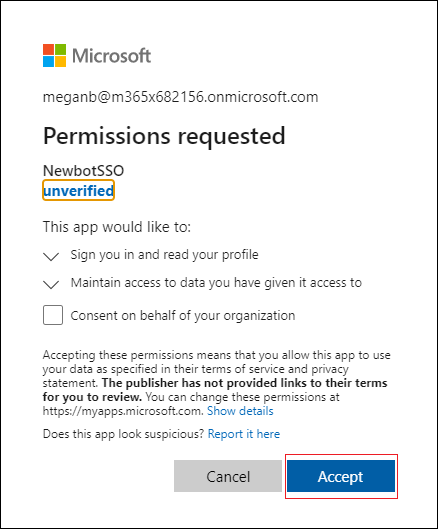 Microsoft
meganb@m365x682156.onmicrosoft.com
Permissions requested
NewbotSSO
unverified
This app would like to:
Sign you in and read your profile
Maintain access to data you have given it access to
Consent on behalf of your organization
Accepting these permissions means that you allow this app to use
your data as specified in their terms of service and privacy
statement. The publisher has not provided links to their terms
for you to review. You can change these permissions at
https://myapps.microsoft.com. Show details
Does this app look suspicious? Report it here
Cancel Accept